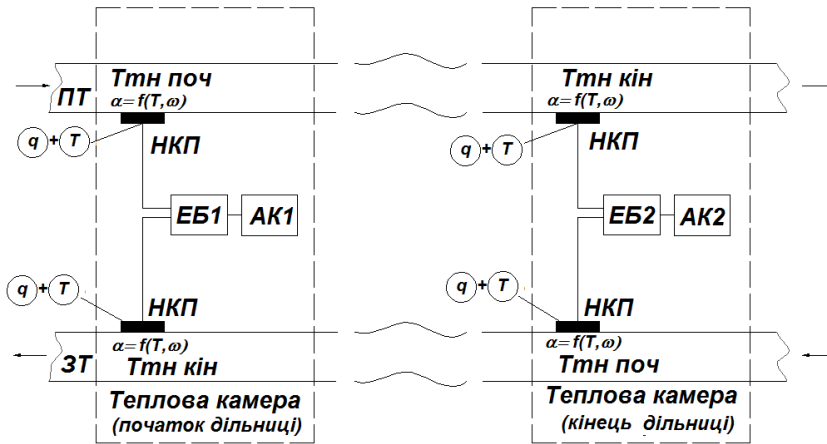 Ттн поч
Ттн кін
ПТ
α=f(T,ω)
α=f(T,ω)
q + T
НКП
q + T
НКП
ЕБ1
АК1
ЕБ2
АК2
q + T
НКП
q + T
НКП
α=f(T,ω)
α=f(T,ω)
ЗТ
Ттн кін
Ттн поч
Теплова камера
(початок дільниці)
Теплова камера
(кінець дільниці)